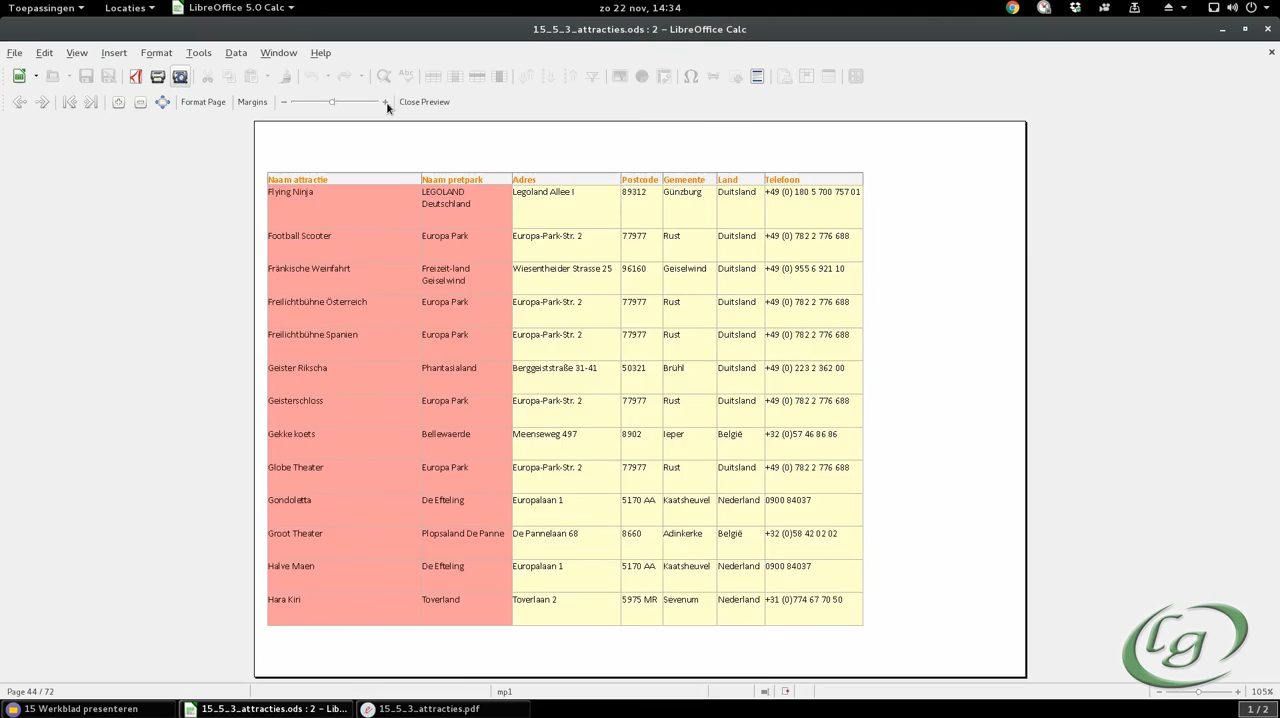 Toepassingen Locaties LibreOffice 5.0 Calc zo 22 nov, 14:34
15_5_3_attracties.ods : 2 – LibreOffice Calc
File Edit View Insert Format Tools Data Window Help
Format Page Margins Close Preview
Naam attractie Naam pretpark Adres Postcode Gemeente Land Telefoon
Flying Ninja LEGOLAND Legoland Allee I 89312 Günzburg Duitsland +49 (0) 180 5 700 757 01
Deutschland
Football Scooter Europa Park Europa-Park-Str. 2 77977 Rust Duitsland +49 (0) 782 2 776 688
Fränkische Weinfahrt Freizeit-land Wiesentheider Strasse 25 96160 Geiselwind Duitsland +49 (0) 955 6 921 10
Geiselwind
Freilichtbühne Österreich Europa Park Europa-Park-Str. 2 77977 Rust Duitsland +49 (0) 782 2 776 688
Freilichtbühne Spanien Europa Park Europa-Park-Str. 2 77977 Rust Duitsland +49 (0) 782 2 776 688
Geister Rikscha Phantasialand Berggeiststraße 31-41 50321 Brühl Duitsland +49 (0) 223 2 362 00
Geisterschloss Europa Park Europa-Park-Str. 2 77977 Rust Duitsland +49 (0) 782 2 776 688
Gekke koets Bellewaerde Meenseweg 497 8902 Ieper België +32 (0)57 46 86 86
Globe Theater Europa Park Europa-Park-Str. 2 77977 Rust Duitsland +49 (0) 782 2 776 688
Gondoletta De Efteling Europalaan 1 5170 AA Kaatsheuvel Nederland 0900 84037
Groot Theater Plopsaland De Panne De Pannelaan 68 8660 Adinkerke België +32 (0)58 42 02 02
Halve Maen De Efteling Europalaan 1 5170 AA Kaatsheuvel Nederland 0900 84037
Hara Kiri Toverland Toverlaan 2 5975 MR Sevenum Nederland +31 (0)774 67 70 50
lg
Page 44 / 72 mp1 105%
15 Werkblad presenteren 15_5_3_attracties.ods : 2 – Lib... 15_5_3_attracties.pdf 1 / 2